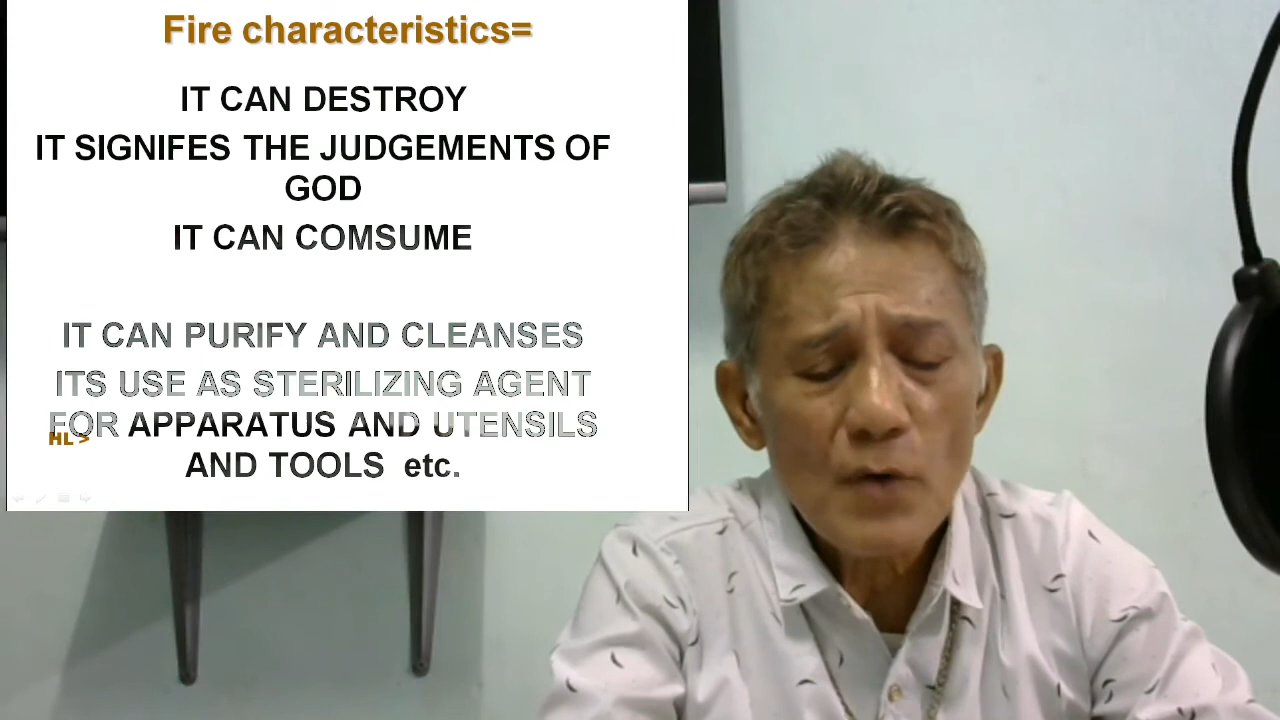 Fire characteristics=
IT CAN DESTROY
IT SIGNIFES THE JUDGEMENTS OF
GOD
IT CAN COMSUME
IT CAN PURIFY AND CLEANSES
ITS USE AS STERILIZING AGENT
FOR APPARATUS AND UTENSILS
HL >
AND TOOLS etc.